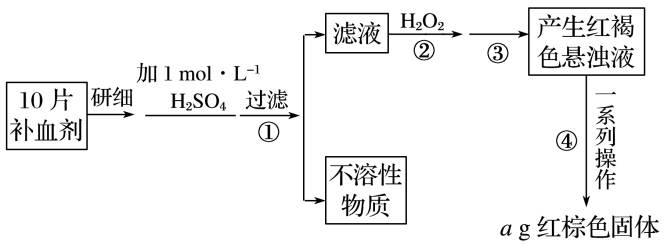 10 片
补血剂
研细
加 1 mol·L⁻¹
H₂SO₄
过滤
①
滤液
H₂O₂
②
③
产生红褐
色悬浊液
不溶性
物质
④
一系列操作
a g 红棕色固体